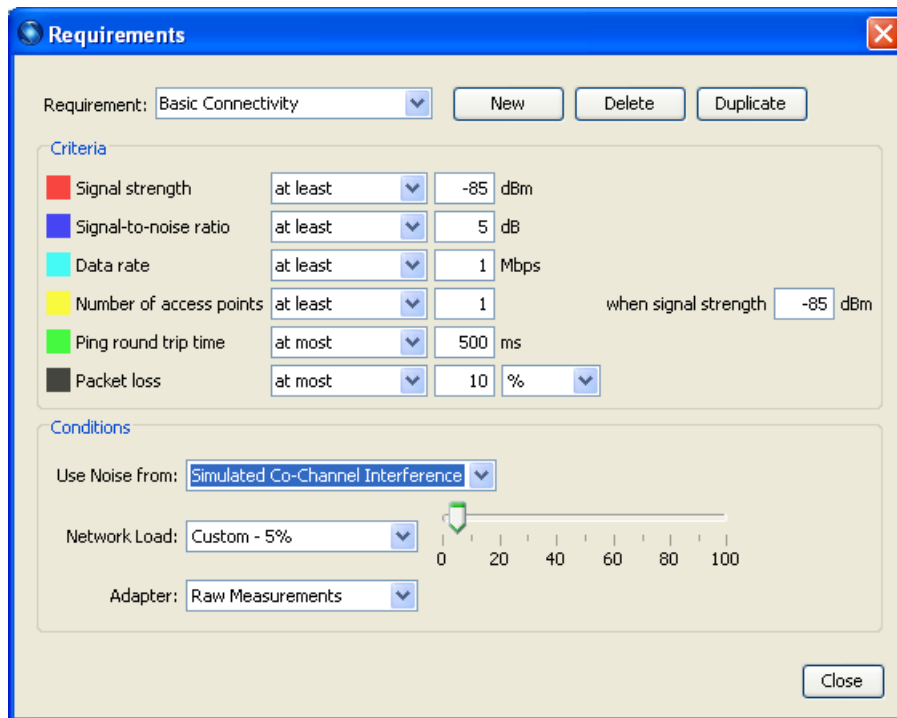 Requirements
Requirement: Basic Connectivity New Delete Duplicate
Criteria
Signal strength at least -85 dBm
Signal-to-noise ratio at least 5 dB
Data rate at least 1 Mbps
Number of access points at least 1 when signal strength -85 dBm
Ping round trip time at most 500 ms
Packet loss at most 10 %
Conditions
Use Noise from: Simulated Co-Channel Interference
Network Load: Custom - 5%
0 20 40 60 80 100
Adapter: Raw Measurements
Close